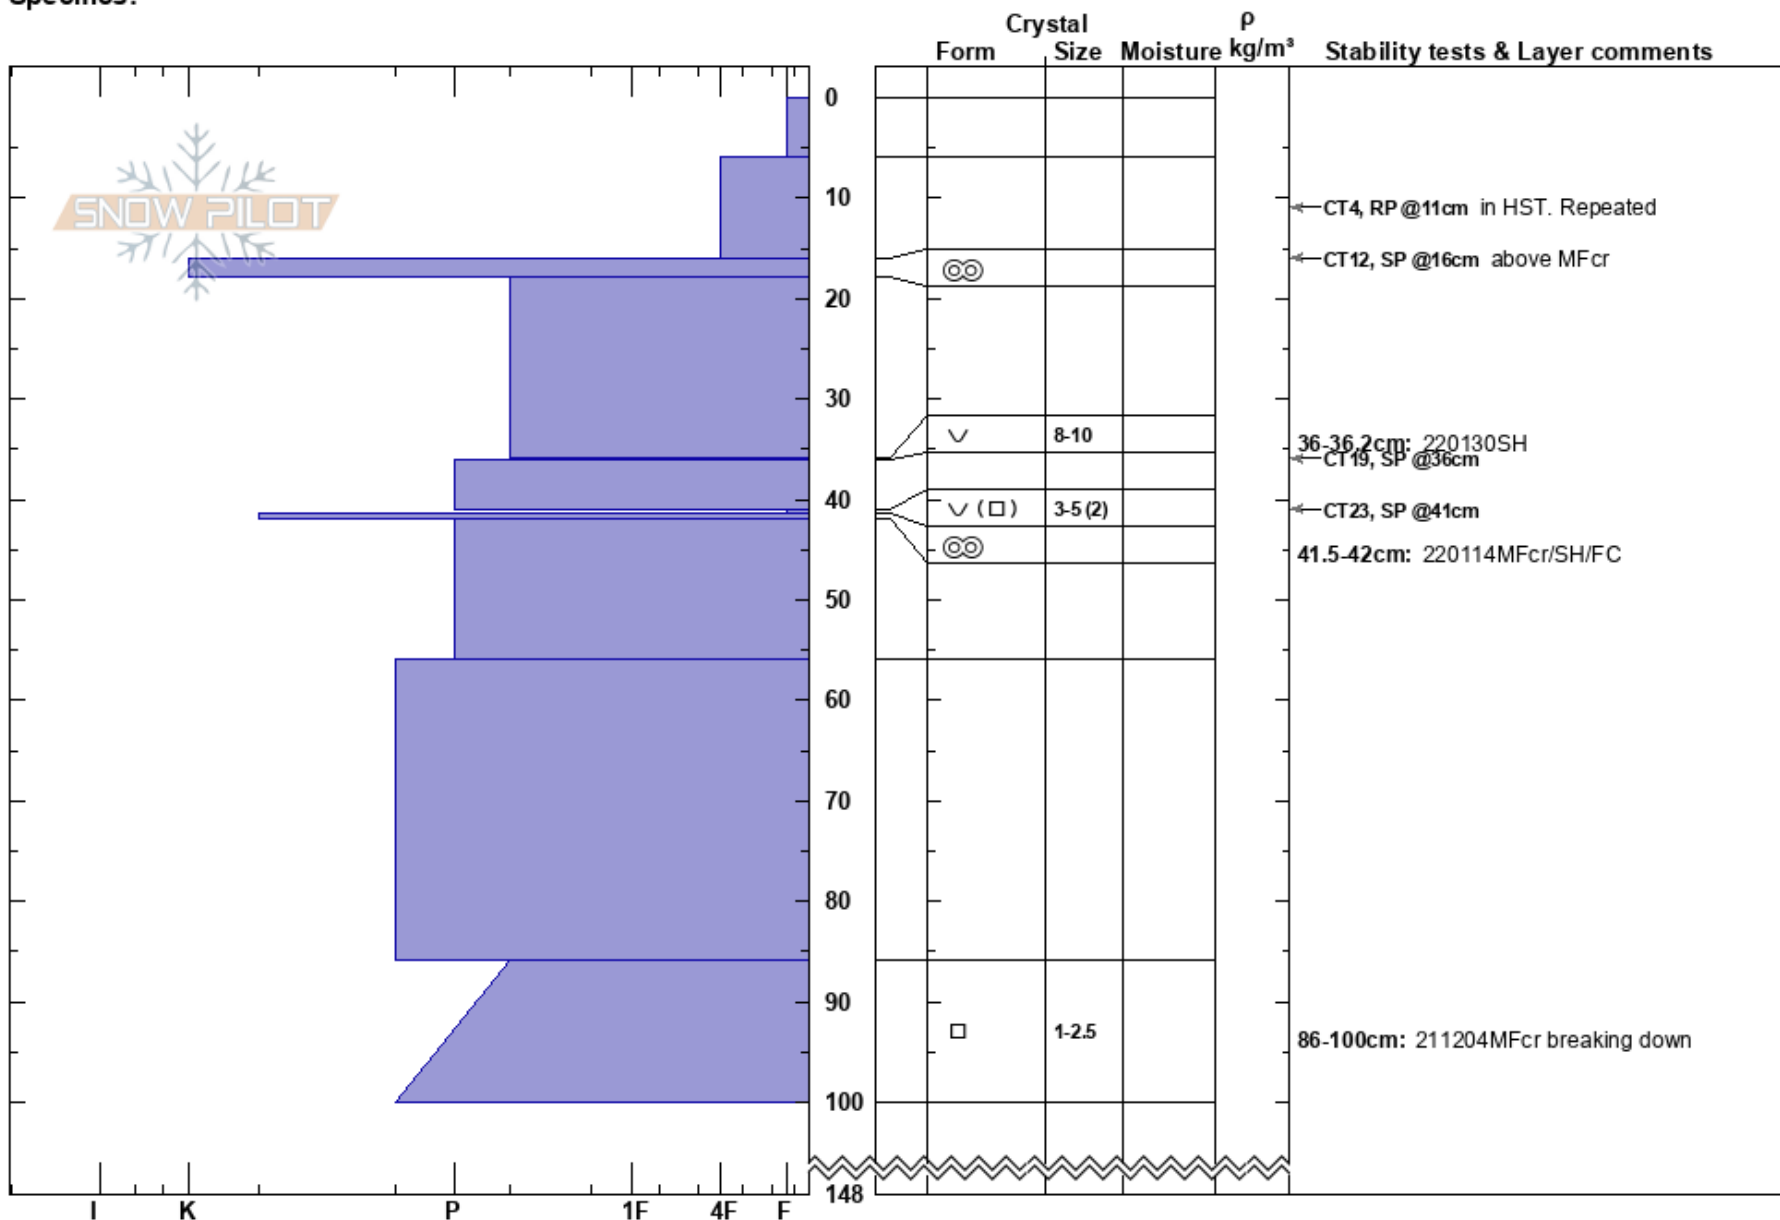 Specifics:
Crystal
ρ
Form Size Moisture kg/m³ Stability tests & Layer comments
SNOW PILOT
0
10
CT4, RP @11cm in HST. Repeated
CT12, SP @16cm above MFcr
20
30
8-10
36-36.2cm: 220130SH
CT19, SP @36cm
40
3-5 (2)
CT23, SP @41cm
41.5-42cm: 220114MFcr/SH/FC
50
60
70
80
90
1-2.5
86-100cm: 211204MFcr breaking down
100
148
I K P 1F 4F F